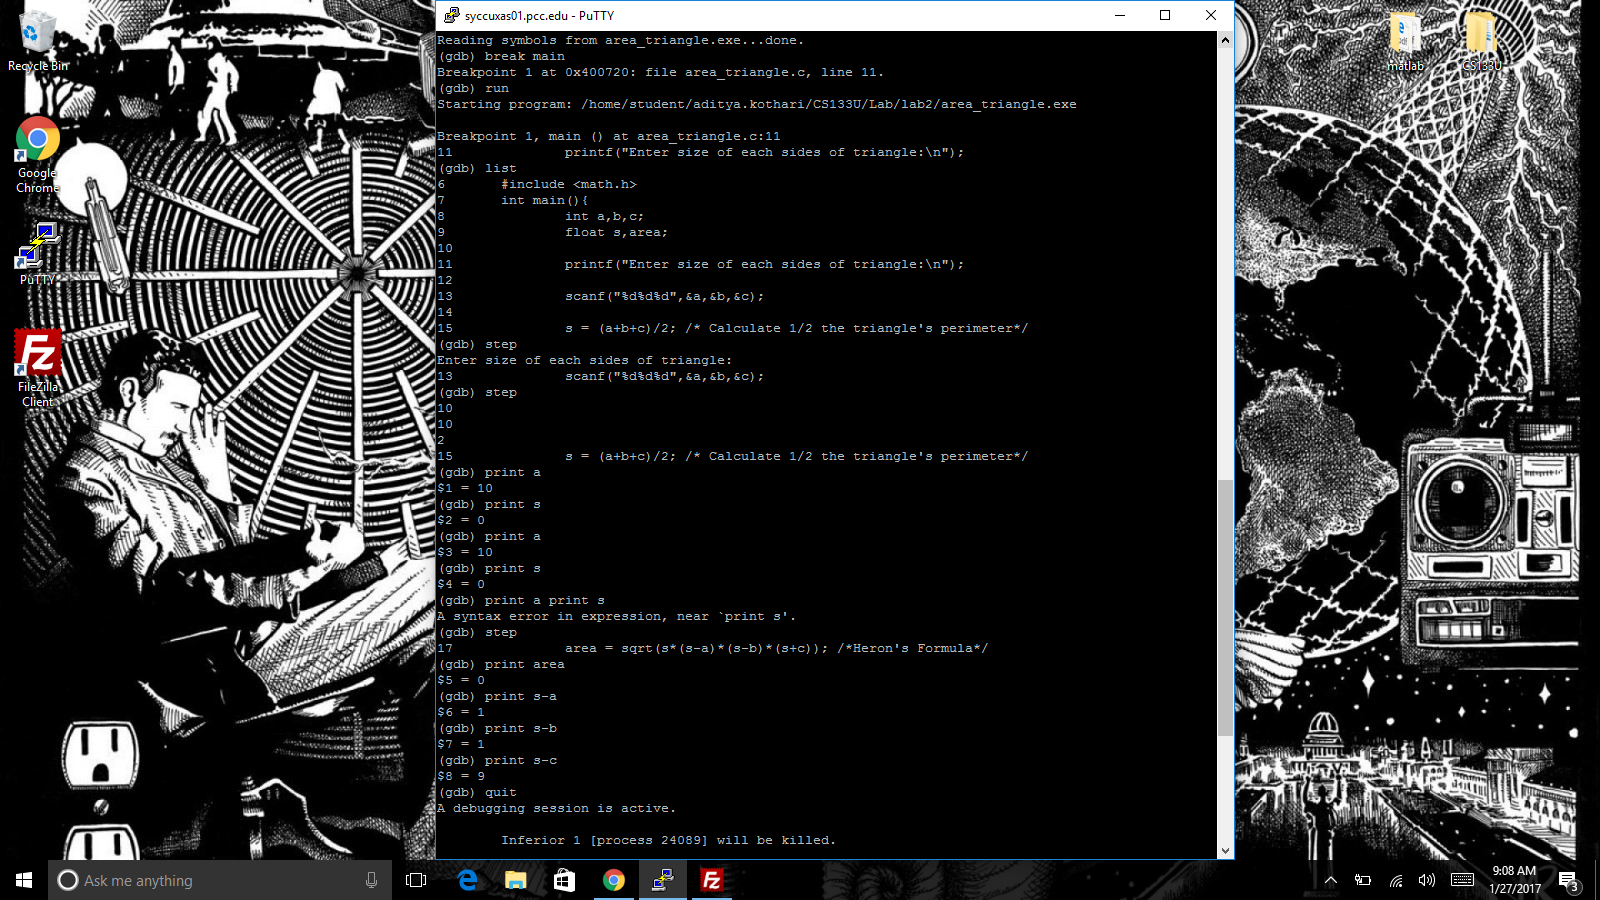 syccuxas01.pcc.edu - PuTTY
Reading symbols from area_triangle.exe...done.
(gdb) break main
Breakpoint 1 at 0x400720: file area_triangle.c, line 11.
(gdb) run
Starting program: /home/student/aditya.kothari/CS133U/Lab/lab2/area_triangle.exe
Breakpoint 1, main () at area_triangle.c:11
11 printf("Enter size of each sides of triangle:\n");
(gdb) list
6 #include <math.h>
7 int main(){
8 int a,b,c;
9 float s,area;
10
11 printf("Enter size of each sides of triangle:\n");
12
13 scanf("%d%d%d",&a,&b,&c);
14
15 s = (a+b+c)/2; /* Calculate 1/2 the triangle's perimeter*/
(gdb) step
Enter size of each sides of triangle:
13 scanf("%d%d%d",&a,&b,&c);
(gdb) step
10
10
2
15 s = (a+b+c)/2; /* Calculate 1/2 the triangle's perimeter*/
(gdb) print a
$1 = 10
(gdb) print s
$2 = 0
(gdb) print a
$3 = 10
(gdb) print s
$4 = 0
(gdb) print a print s
A syntax error in expression, near `print s'.
(gdb) step
17 area = sqrt(s*(s-a)*(s-b)*(s+c)); /*Heron's Formula*/
(gdb) print area
$5 = 0
(gdb) print s-a
$6 = 1
(gdb) print s-b
$7 = 1
(gdb) print s-c
$8 = 9
(gdb) quit
A debugging session is active.
Inferior 1 [process 24089] will be killed.
Recycle Bin
Google
Chrome
PuTTY
FileZilla
Client
matlab
CS133U
Ask me anything
9:08 AM
1/27/2017
3